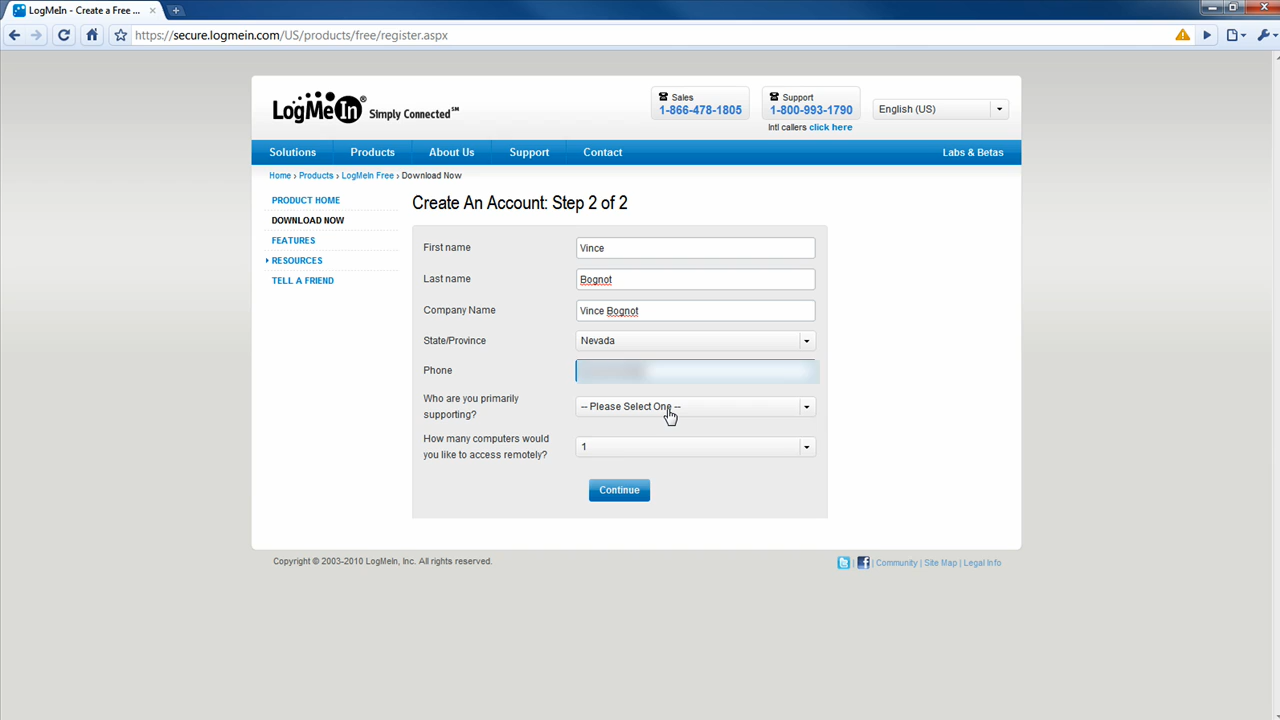 LogMeIn - Create a Free ...
https://secure.logmein.com/US/products/free/register.aspx
LogMeIn® Simply Connected℠
Sales
1-866-478-1805
Support
1-800-993-1790
Intl callers click here
English (US)
Solutions Products About Us Support Contact Labs & Betas
Home › Products › LogMeIn Free › Download Now
PRODUCT HOME
DOWNLOAD NOW
FEATURES
RESOURCES
TELL A FRIEND
Create An Account: Step 2 of 2
First name Vince
Last name Bognot
Company Name Vince Bognot
State/Province Nevada
Phone
Who are you primarily
supporting?
-- Please Select One --
How many computers would
you like to access remotely?
1
Continue
Copyright © 2003-2010 LogMeIn, Inc. All rights reserved.
| Community | Site Map | Legal Info